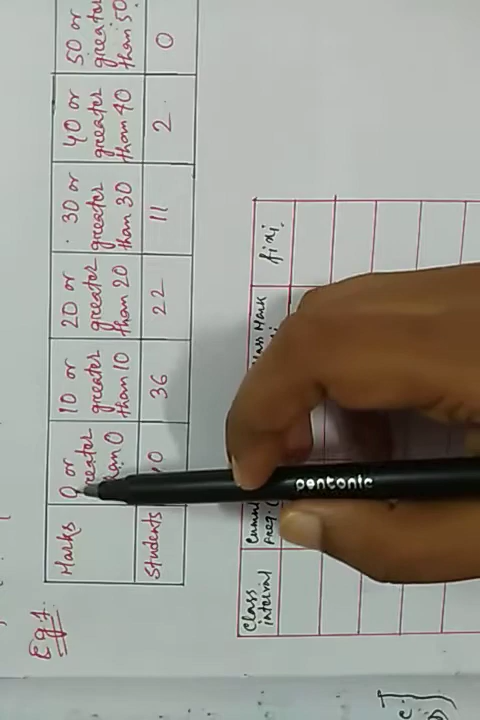 Eg 1.
Marks
0 or
greater
10 or
greater
than 10
20 or
greater
than 20
30 or
greater
than 30
40 or
greater
than 40
50 or
greater
than 50
Students
36
22
11
2
0
Class
interval
fixi
pentonic